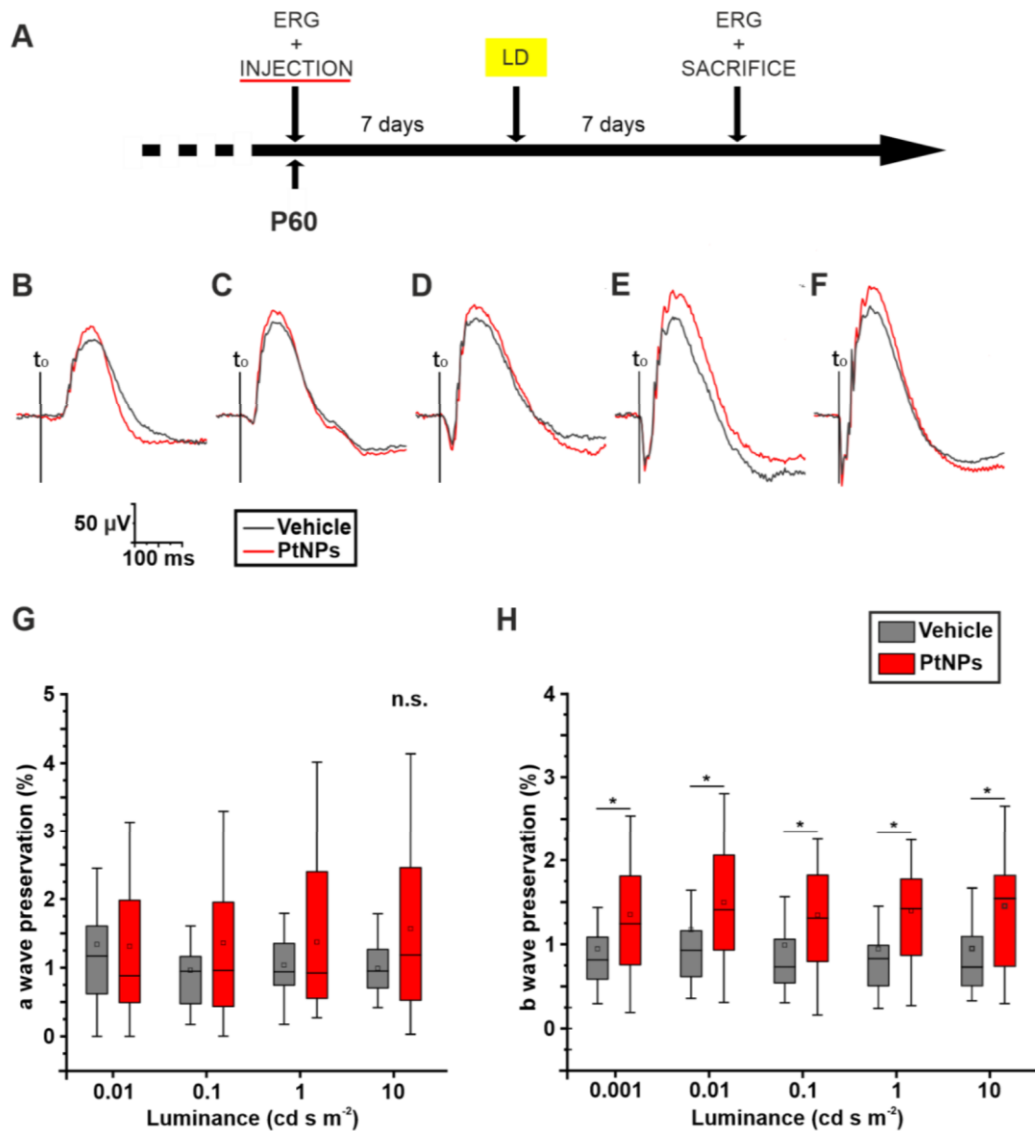 A
ERG
+
INJECTION
LD
ERG
+
SACRIFICE
7 days
7 days
P60
B
C
D
E
F
t₀
t₀
t₀
t₀
t₀
50 µV
100 ms
Vehicle
PtNPs
G
H
Vehicle
PtNPs
n.s.
a wave preservation (%)
5
4
3
2
1
0
0.01
0.1
1
10
Luminance (cd s m⁻²)
b wave preservation (%)
4
3
2
1
0
*
*
*
*
*
0.001
0.01
0.1
1
10
Luminance (cd s m⁻²)